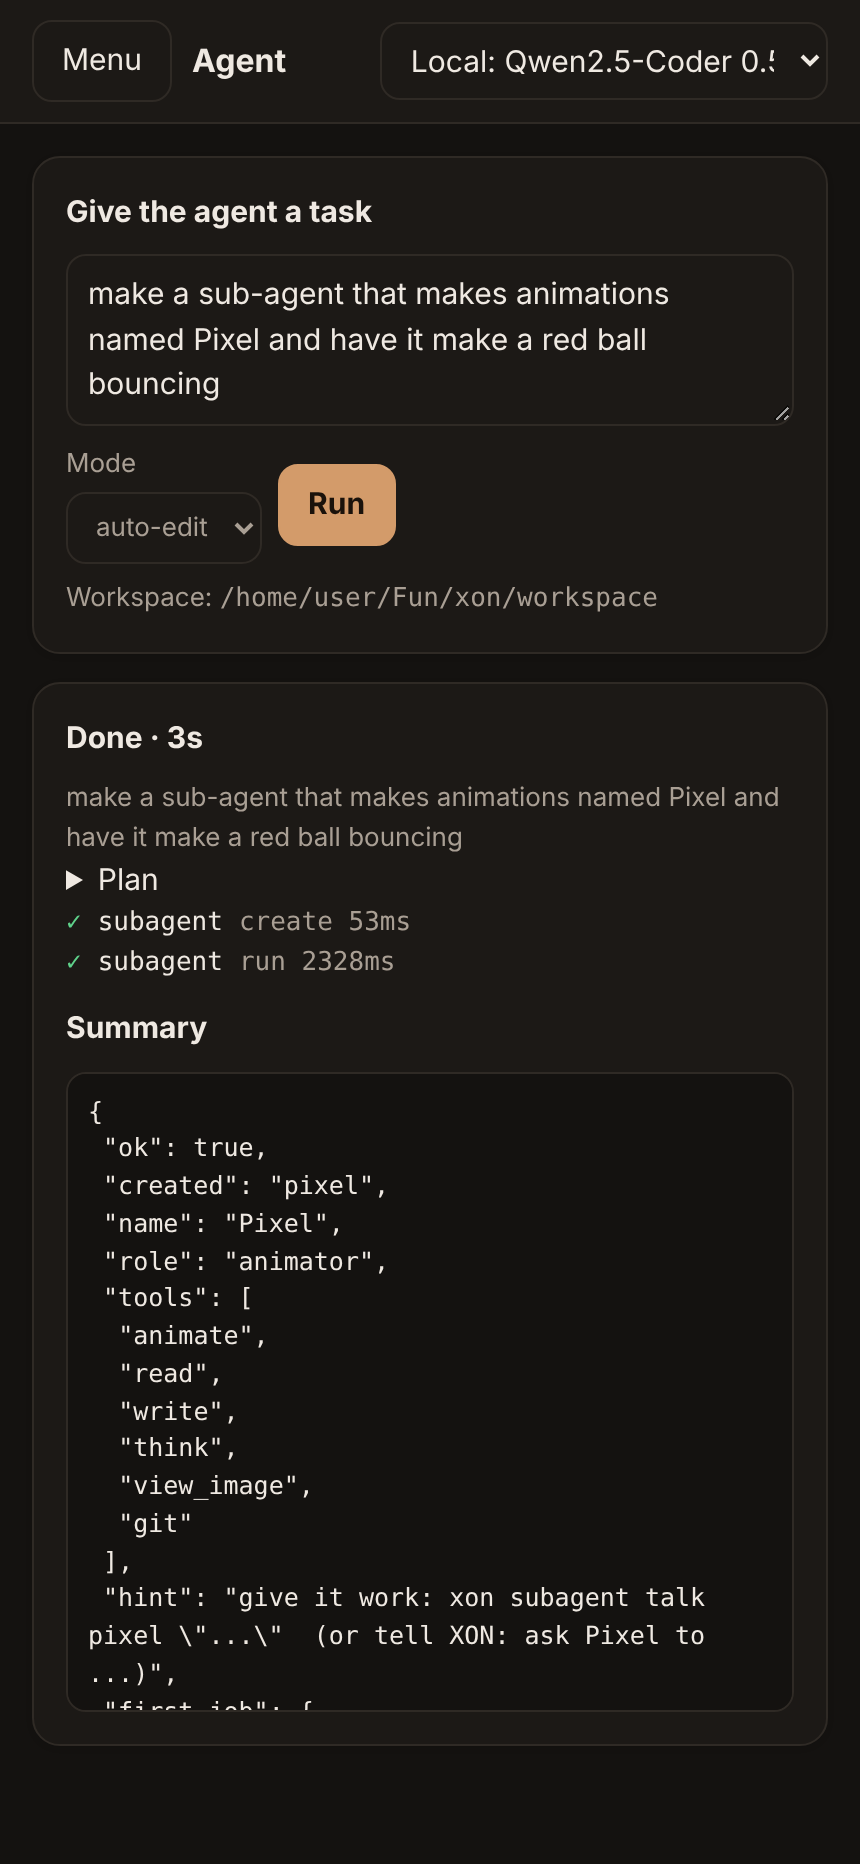 Menu
Agent
Local: Qwen2.5-Coder 0.5
Give the agent a task
make a sub-agent that makes animations
named Pixel and have it make a red ball
bouncing
Mode
auto-edit
Run
Workspace: /home/user/Fun/xon/workspace
Done · 3s
make a sub-agent that makes animations named Pixel and
have it make a red ball bouncing
▶ Plan
✓ subagent create 53ms
✓ subagent run 2328ms
Summary
{
"ok": true,
"created": "pixel",
"name": "Pixel",
"role": "animator",
"tools": [
"animate",
"read",
"write",
"think",
"view_image",
"git"
],
"hint": "give it work: xon subagent talk
pixel \"...\"  (or tell XON: ask Pixel to
...)",
"first_job": {